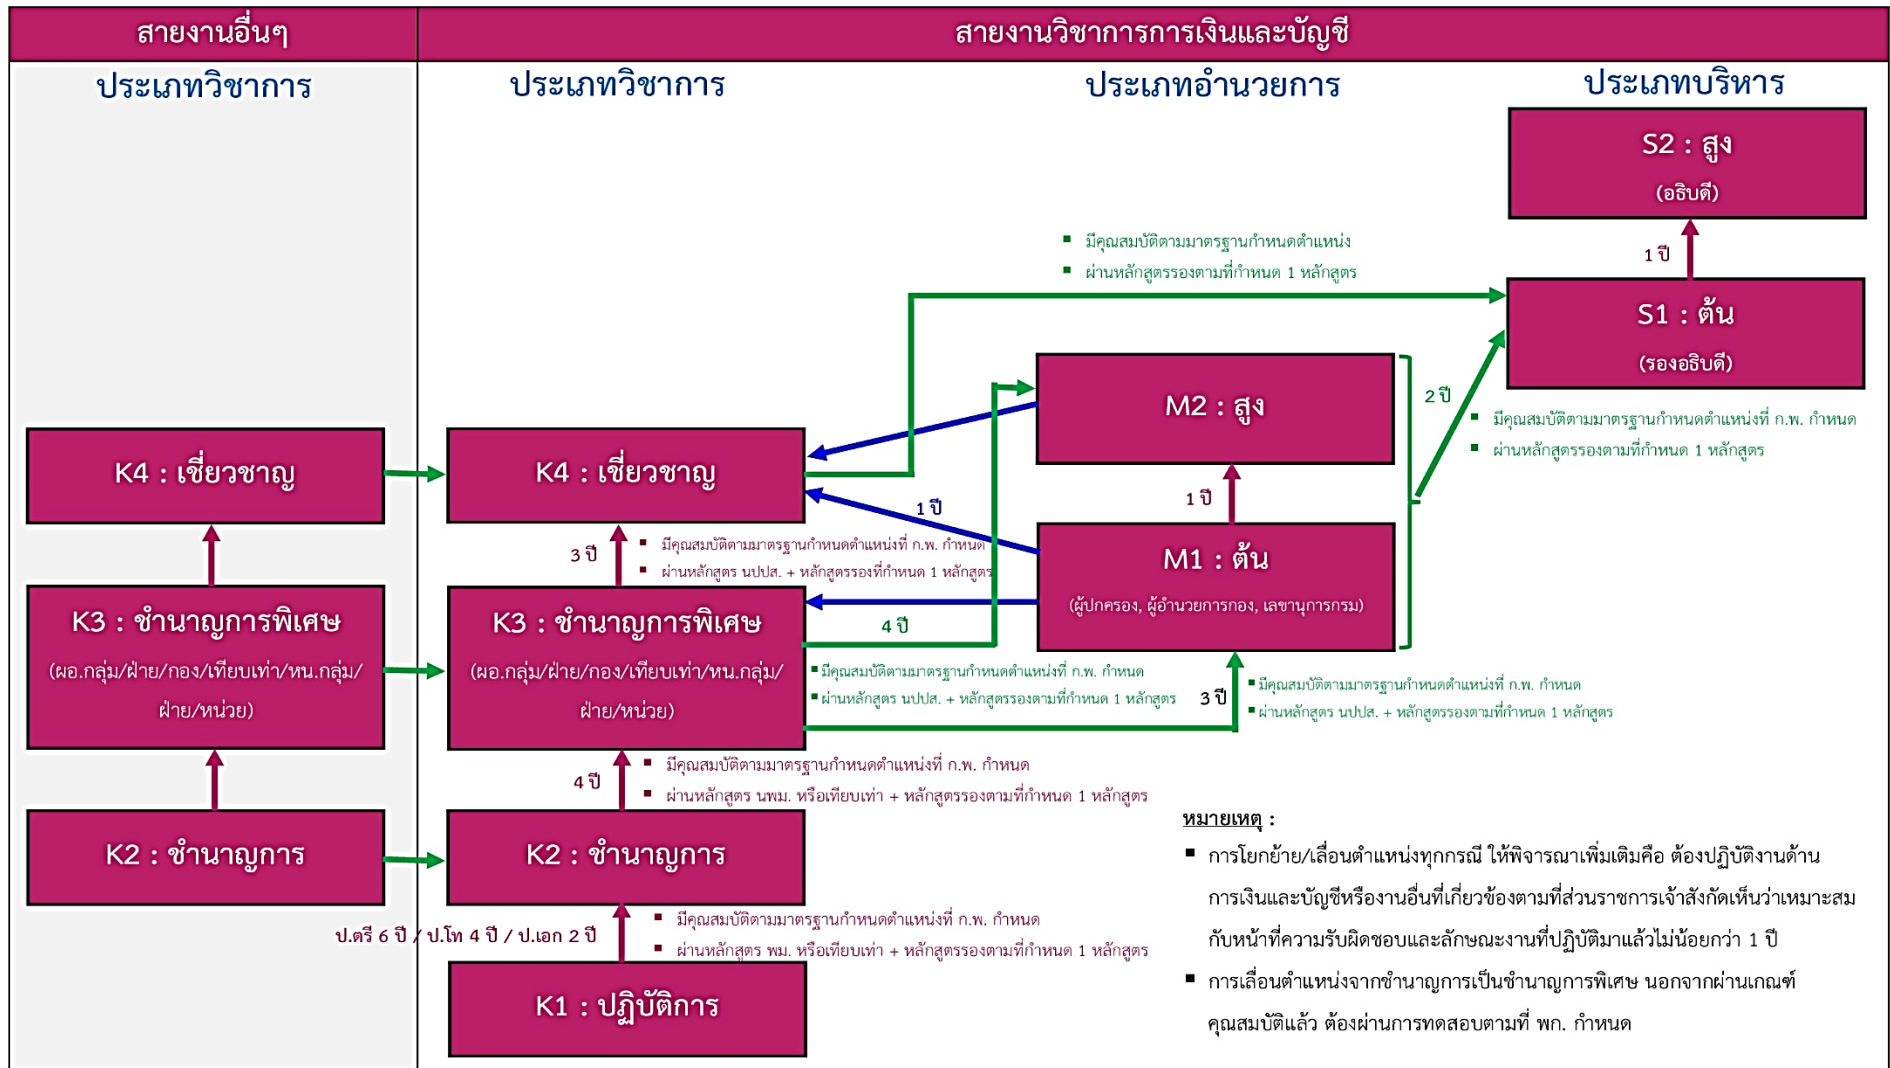 สายงานอื่นๆ
สายงานวิชาการการเงินและบัญชี
ประเภทวิชาการ
ประเภทวิชาการ
ประเภทอำนวยการ
ประเภทบริหาร
S2 : สูง
(อธิบดี)
1 ปี
■ มีคุณสมบัติตามมาตรฐานกำหนดตำแหน่ง
■ ผ่านหลักสูตรรองตามที่กำหนด 1 หลักสูตร
S1 : ต้น
(รองอธิบดี)
M2 : สูง
2 ปี
■ มีคุณสมบัติตามมาตรฐานกำหนดตำแหน่งที่ ก.พ. กำหนด
■ ผ่านหลักสูตรรองตามที่กำหนด 1 หลักสูตร
K4 : เชี่ยวชาญ
K4 : เชี่ยวชาญ
1 ปี
1 ปี
3 ปี
■ มีคุณสมบัติตามมาตรฐานกำหนดตำแหน่งที่ ก.พ. กำหนด
■ ผ่านหลักสูตร นปปส. + หลักสูตรรองที่กำหนด 1 หลักสูตร
M1 : ต้น
(ผู้ปกครอง, ผู้อำนวยการกอง, เลขานุการกรม)
K3 : ชำนาญการพิเศษ
(ผอ.กลุ่ม/ฝ่าย/กอง/เทียบเท่า/หน.กลุ่ม/
ฝ่าย/หน่วย)
K3 : ชำนาญการพิเศษ
(ผอ.กลุ่ม/ฝ่าย/กอง/เทียบเท่า/หน.กลุ่ม/
ฝ่าย/หน่วย)
4 ปี
■ มีคุณสมบัติตามมาตรฐานกำหนดตำแหน่งที่ ก.พ. กำหนด
■ ผ่านหลักสูตร นปปส. + หลักสูตรรองตามที่กำหนด 1 หลักสูตร
3 ปี
■ มีคุณสมบัติตามมาตรฐานกำหนดตำแหน่งที่ ก.พ. กำหนด
■ ผ่านหลักสูตร นปปส. + หลักสูตรรองตามที่กำหนด 1 หลักสูตร
4 ปี
■ มีคุณสมบัติตามมาตรฐานกำหนดตำแหน่งที่ ก.พ. กำหนด
■ ผ่านหลักสูตร นพม. หรือเทียบเท่า + หลักสูตรรองตามที่กำหนด 1 หลักสูตร
K2 : ชำนาญการ
K2 : ชำนาญการ
ป.ตรี 6 ปี / ป.โท 4 ปี / ป.เอก 2 ปี
■ มีคุณสมบัติตามมาตรฐานกำหนดตำแหน่งที่ ก.พ. กำหนด
■ ผ่านหลักสูตร พม. หรือเทียบเท่า + หลักสูตรรองตามที่กำหนด 1 หลักสูตร
K1 : ปฏิบัติการ
หมายเหตุ :
■ การโยกย้าย/เลื่อนตำแหน่งทุกกรณี ให้พิจารณาเพิ่มเติมคือ ต้องปฏิบัติงานด้าน
การเงินและบัญชีหรืองานอื่นที่เกี่ยวข้องตามที่ส่วนราชการเจ้าสังกัดเห็นว่าเหมาะสม
กับหน้าที่ความรับผิดชอบและลักษณะงานที่ปฏิบัติมาแล้วไม่น้อยกว่า 1 ปี
■ การเลื่อนตำแหน่งจากชำนาญการเป็นชำนาญการพิเศษ นอกจากผ่านเกณฑ์
คุณสมบัติแล้ว ต้องผ่านการทดสอบตามที่ พก. กำหนด